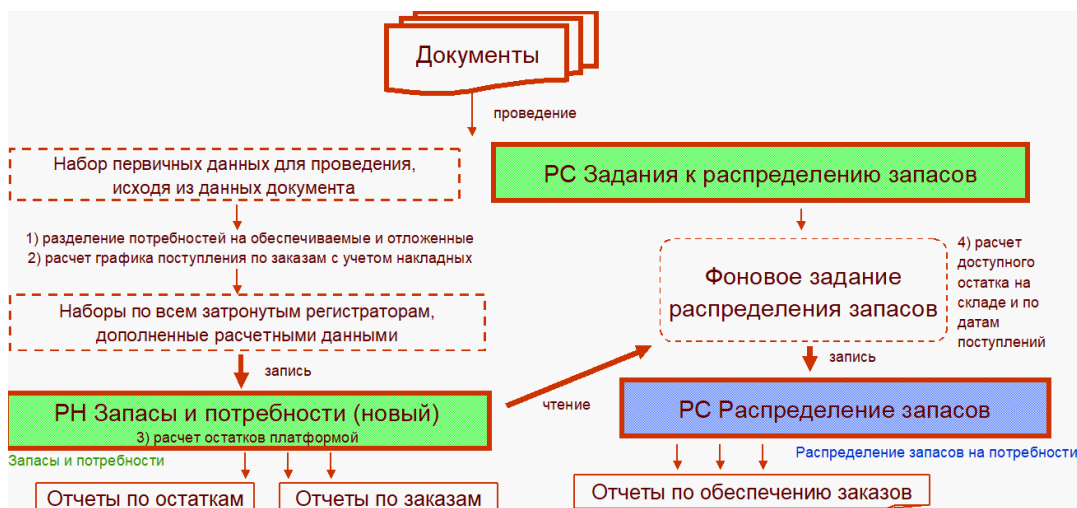 Документы
проведение
Набор первичных данных для проведения,
исходя из данных документа
РС Задания к распределению запасов
1) разделение потребностей на обеспечиваемые и отложенные
2) расчет графика поступления по заказам с учетом накладных
Фоновое задание
распределения запасов
4) расчет
доступного
остатка на
складе и по
датам
поступлений
Наборы по всем затронутым регистраторам,
дополненные расчетными данными
запись
запись
РН Запасы и потребности (новый)
3) расчет остатков платформой
чтение
РС Распределение запасов
Запасы и потребности
Распределение запасов на потребности
Отчеты по остаткам
Отчеты по заказам
Отчеты по обеспечению заказов